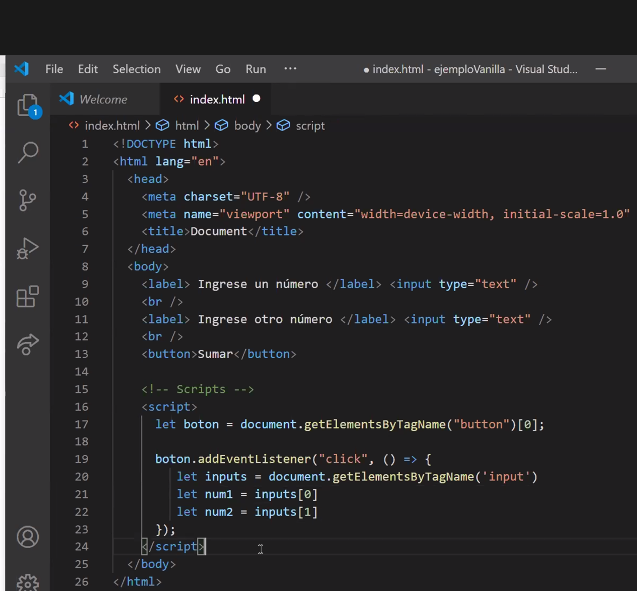 File Edit Selection View Go Run ··· ● index.html - ejemploVanilla - Visual Stud... —
Welcome <> index.html ●
<> index.html > html > body > script
1
1 <!DOCTYPE html>
2 <html lang="en">
3 <head>
4 <meta charset="UTF-8" />
5 <meta name="viewport" content="width=device-width, initial-scale=1.0"
6 <title>Document</title>
7 </head>
8 <body>
9 <label> Ingrese un número </label> <input type="text" />
10 <br />
11 <label> Ingrese otro número </label> <input type="text" />
12 <br />
13 <button>Sumar</button>
14
15 <!-- Scripts -->
16 <script>
17 let boton = document.getElementsByTagName("button")[0];
18
19 boton.addEventListener("click", () => {
20 let inputs = document.getElementsByTagName('input')
21 let num1 = inputs[0]
22 let num2 = inputs[1]
23 });
24 </script>
25 </body>
26 </html>